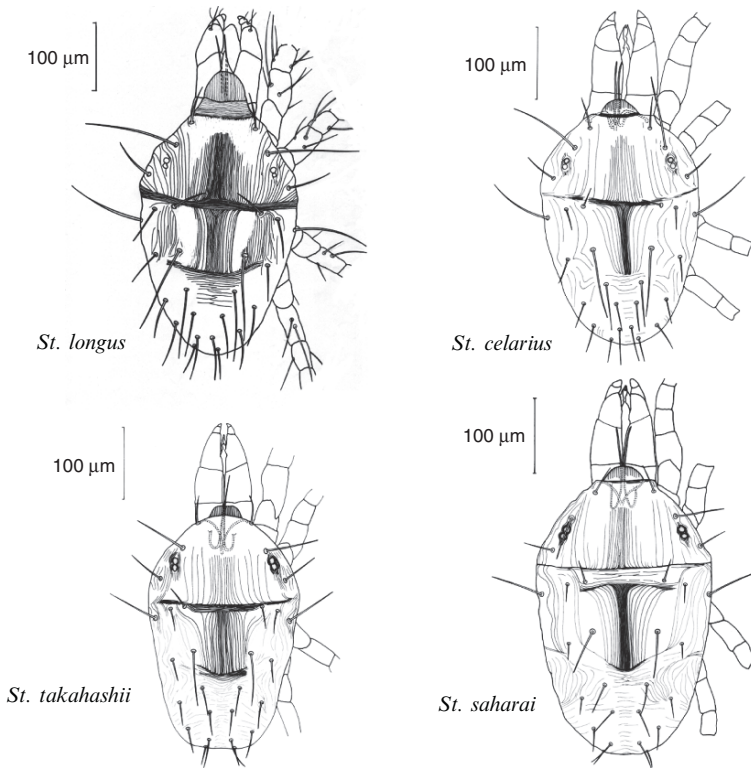 100 μm
100 μm
St. longus
St. celarius
100 μm
100 μm
St. takahashii
St. saharai